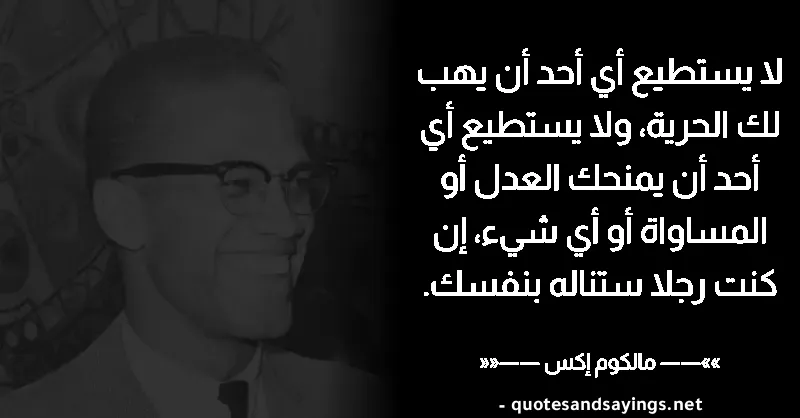 لا يستطيع أي أحد أن يهب
لك الحرية، ولا يستطيع أي
أحد أن يمنحك العدل أو
المساواة أو أي شيء، إن
كنت رجلا ستناله بنفسك.
»»—— مالكوم إكس ——««
- quotesandsayings.net